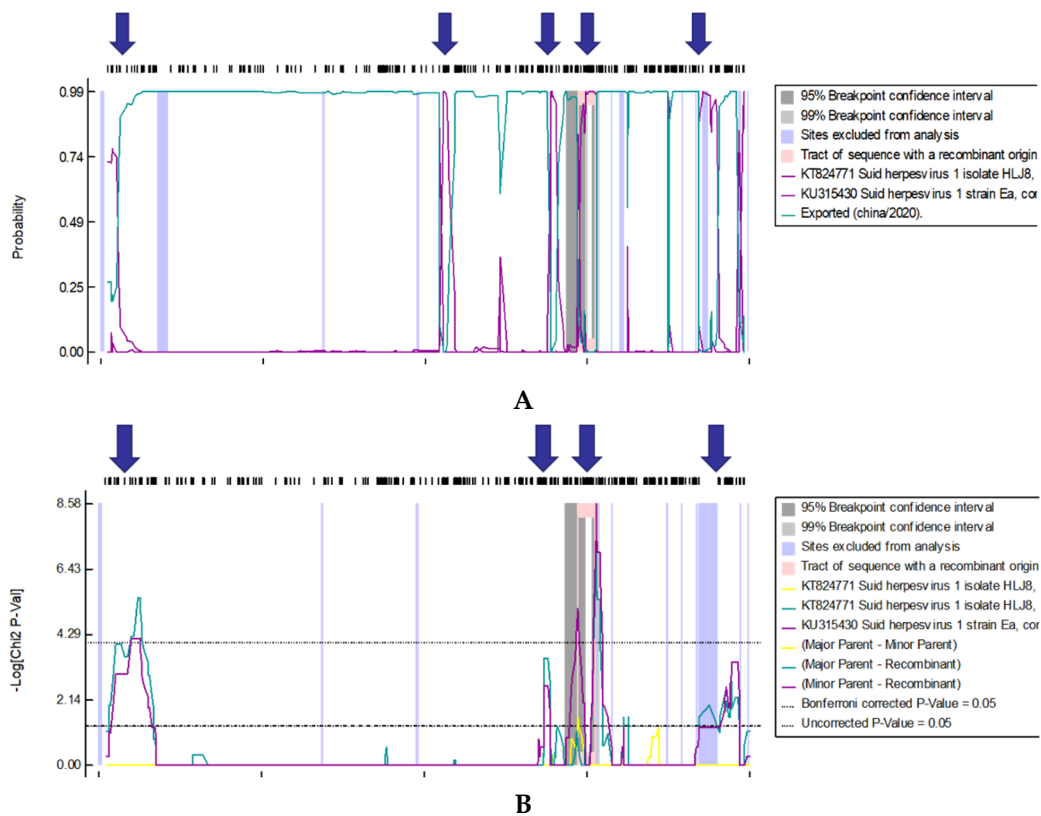 0.99
0.74
0.49
0.25
0.00
Probability
95% Breakpoint confidence interval
99% Breakpoint confidence interval
Sites excluded from analysis
Tract of sequence with a recombinant origin
KT824771 Suid herpesvirus 1 isolate HLJ8,
KU315430 Suid herpesvirus 1 strain Ea, cor
Exported (china/2020).
A
8.58
6.43
4.29
2.14
0.00
-Log[Chi2 P-Val]
95% Breakpoint confidence interval
99% Breakpoint confidence interval
Sites excluded from analysis
Tract of sequence with a recombinant origin
KT824771 Suid herpesvirus 1 isolate HLJ8,
KT824771 Suid herpesvirus 1 isolate HLJ8,
KU315430 Suid herpesvirus 1 strain Ea, cor
(Major Parent - Minor Parent)
(Major Parent - Recombinant)
(Minor Parent - Recombinant)
Bonferroni corrected P-Value = 0.05
Uncorrected P-Value = 0.05
B